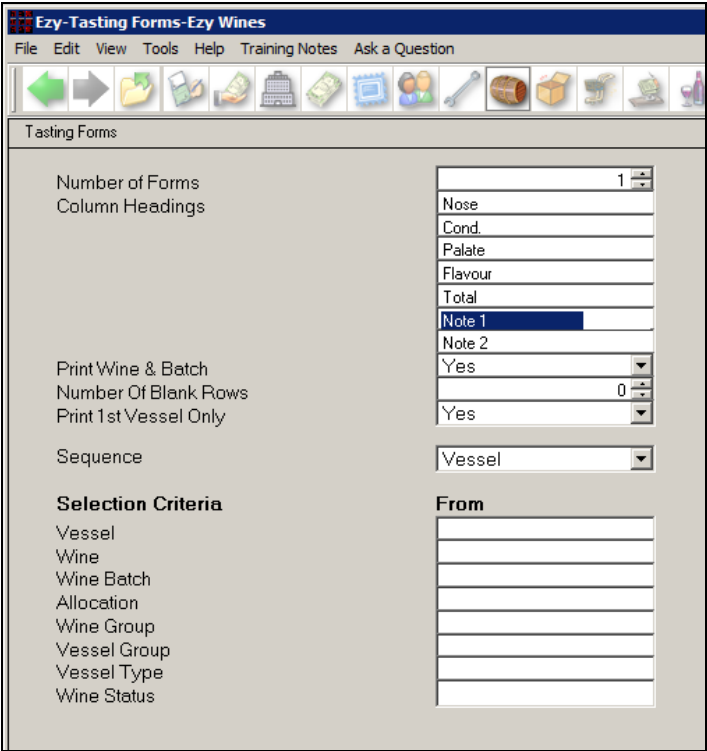 Ezy-Tasting Forms-Ezy Wines
File Edit View Tools Help Training Notes Ask a Question
Tasting Forms
Number of Forms 1
Column Headings Nose
Cond.
Palate
Flavour
Total
Note 1
Note 2
Print Wine & Batch Yes
Number Of Blank Rows 0
Print 1st Vessel Only Yes
Sequence Vessel
Selection Criteria From
Vessel
Wine
Wine Batch
Allocation
Wine Group
Vessel Group
Vessel Type
Wine Status